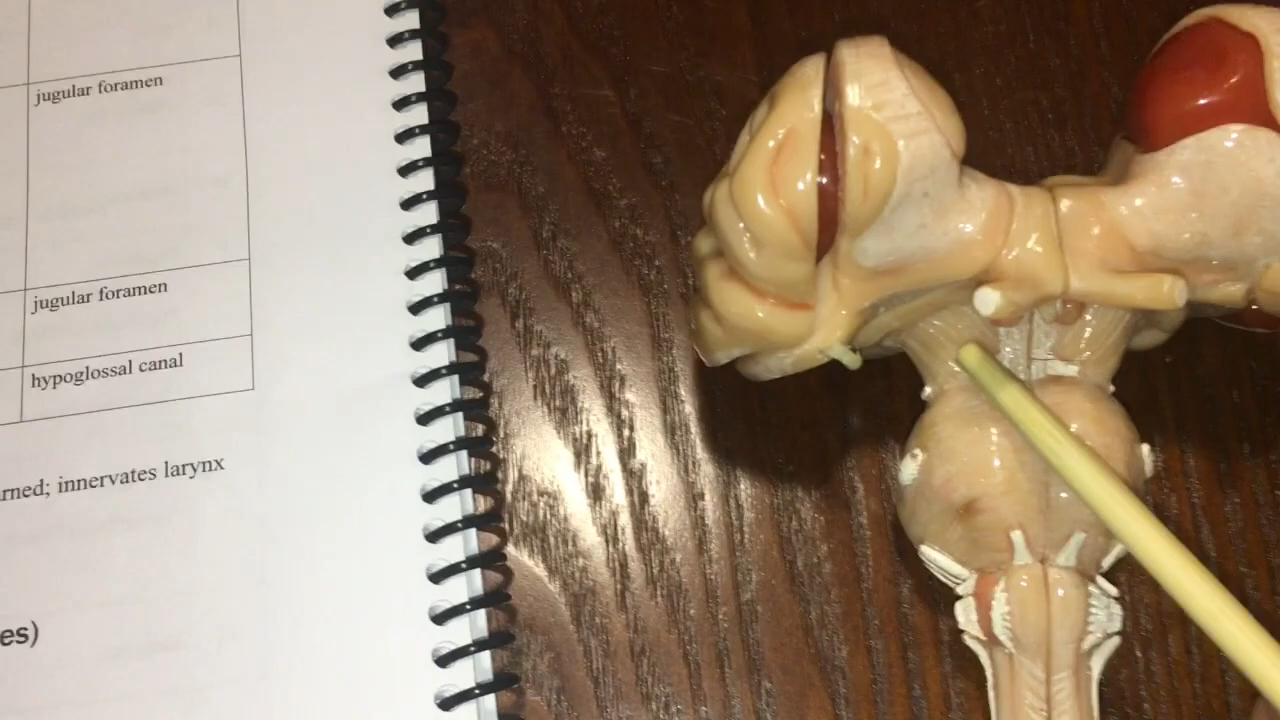 jugular foramen
jugular foramen
hypoglossal canal
rned; innervates larynx
es)